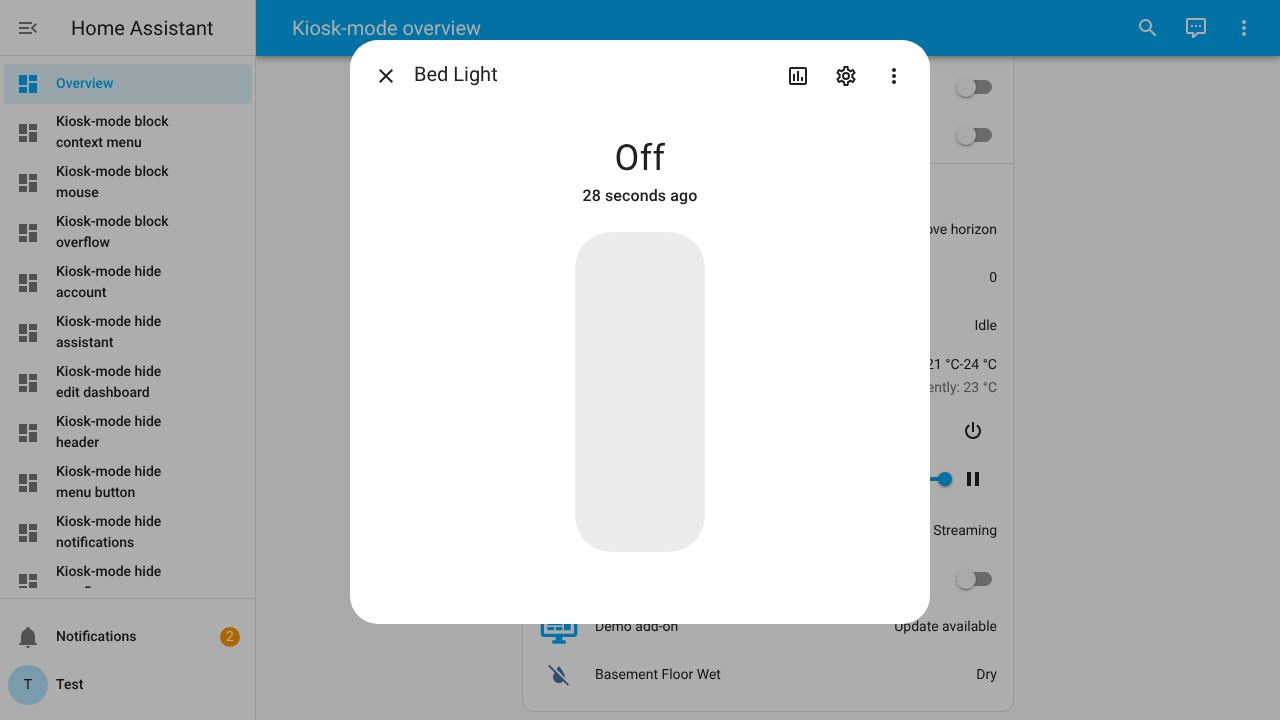 Home Assistant
Kiosk-mode overview
Overview
Kiosk-mode block
context menu
Kiosk-mode block
mouse
Kiosk-mode block
overflow
Kiosk-mode hide
account
Kiosk-mode hide
assistant
Kiosk-mode hide
edit dashboard
Kiosk-mode hide
header
Kiosk-mode hide
menu button
Kiosk-mode hide
notifications
Kiosk-mode hide
Notifications
2
T
Test
Bed Light
Off
28 seconds ago
horizon
0
Idle
21 °C-24 °C
23 °C
Streaming
Demo add-on
Update available
Basement Floor Wet
Dry